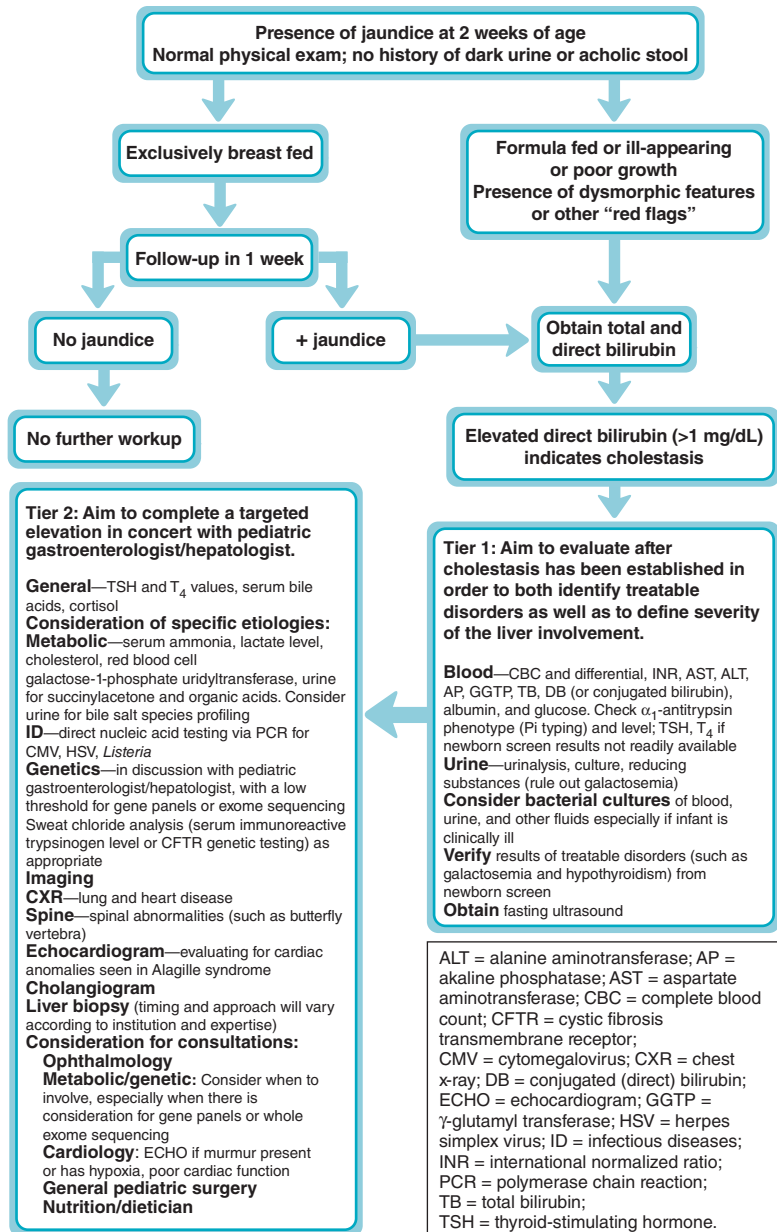 Presence of jaundice at 2 weeks of age
Normal physical exam; no history of dark urine or acholic stool
Exclusively breast fed
Formula fed or ill-appearing
or poor growth
Presence of dysmorphic features
or other “red flags”
Follow-up in 1 week
No jaundice
+ jaundice
Obtain total and
direct bilirubin
No further workup
Elevated direct bilirubin (>1 mg/dL)
indicates cholestasis
Tier 2: Aim to complete a targeted
elevation in concert with pediatric
gastroenterologist/hepatologist.
General—TSH and T4 values, serum bile
acids, cortisol
Consideration of specific etiologies:
Metabolic—serum ammonia, lactate level,
cholesterol, red blood cell
galactose-1-phosphate uridyltransferase, urine
for succinylacetone and organic acids. Consider
urine for bile salt species profiling
ID—direct nucleic acid testing via PCR for
CMV, HSV, Listeria
Genetics—in discussion with pediatric
gastroenterologist/hepatologist, with a low
threshold for gene panels or exome sequencing
Sweat chloride analysis (serum immunoreactive
trypsinogen level or CFTR genetic testing) as
appropriate
Imaging
CXR—lung and heart disease
Spine—spinal abnormalities (such as butterfly
vertebra)
Echocardiogram—evaluating for cardiac
anomalies seen in Alagille syndrome
Cholangiogram
Liver biopsy (timing and approach will vary
according to institution and expertise)
Consideration for consultations:
Ophthalmology
Metabolic/genetic: Consider when to
involve, especially when there is
consideration for gene panels or whole
exome sequencing
Cardiology: ECHO if murmur present
or has hypoxia, poor cardiac function
General pediatric surgery
Nutrition/dietician
Tier 1: Aim to evaluate after
cholestasis has been established in
order to both identify treatable
disorders as well as to define severity
of the liver involvement.
Blood—CBC and differential, INR, AST, ALT,
AP, GGTP, TB, DB (or conjugated bilirubin),
albumin, and glucose. Check α1-antitrypsin
phenotype (Pi typing) and level; TSH, T4 if
newborn screen results not readily available
Urine—urinalysis, culture, reducing
substances (rule out galactosemia)
Consider bacterial cultures of blood,
urine, and other fluids especially if infant is
clinically ill
Verify results of treatable disorders (such as
galactosemia and hypothyroidism) from
newborn screen
Obtain fasting ultrasound
ALT = alanine aminotransferase; AP =
akaline phosphatase; AST = aspartate
aminotransferase; CBC = complete blood
count; CFTR = cystic fibrosis
transmembrane receptor;
CMV = cytomegalovirus; CXR = chest
x-ray; DB = conjugated (direct) bilirubin;
ECHO = echocardiogram; GGTP =
γ-glutamyl transferase; HSV = herpes
simplex virus; ID = infectious diseases;
INR = international normalized ratio;
PCR = polymerase chain reaction;
TB = total bilirubin;
TSH = thyroid-stimulating hormone.